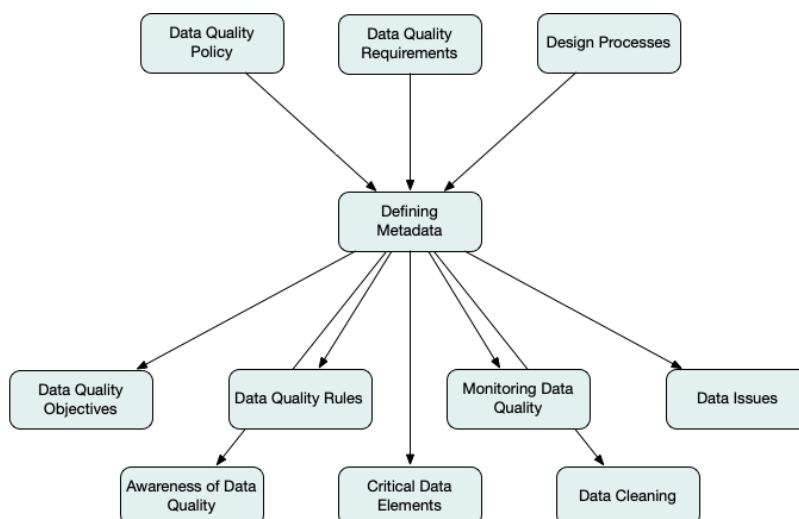 Data Quality
Policy
Data Quality
Requirements
Design Processes
Defining
Metadata
Data Quality
Objectives
Data Quality Rules
Monitoring Data
Quality
Data Issues
Awareness of Data
Quality
Critical Data
Elements
Data Cleaning